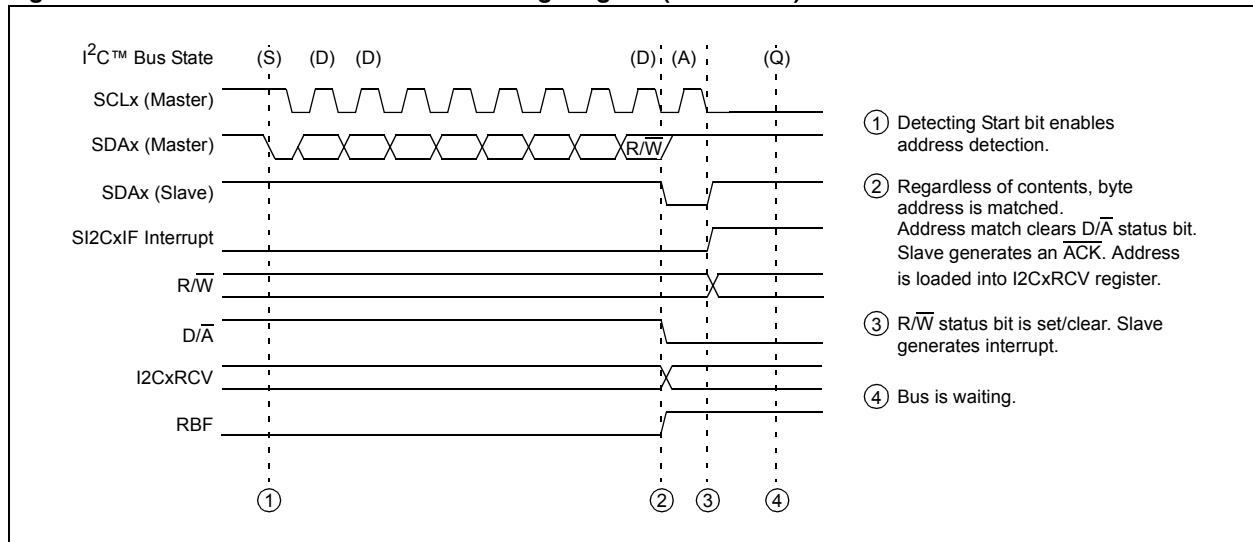 I²C™ Bus State (S) (D) (D) (D) (A) (Q)
SCLx (Master)
SDAx (Master) R/W̅
SDAx (Slave)
SI2CxIF Interrupt
R/W̅
D/A̅
I2CxRCV
RBF
1 2 3 4
1 Detecting Start bit enables
address detection.
2 Regardless of contents, byte
address is matched.
Address match clears D/A̅ status bit.
Slave generates an A̅C̅K̅. Address
is loaded into I2CxRCV register.
3 R/W̅ status bit is set/clear. Slave
generates interrupt.
4 Bus is waiting.